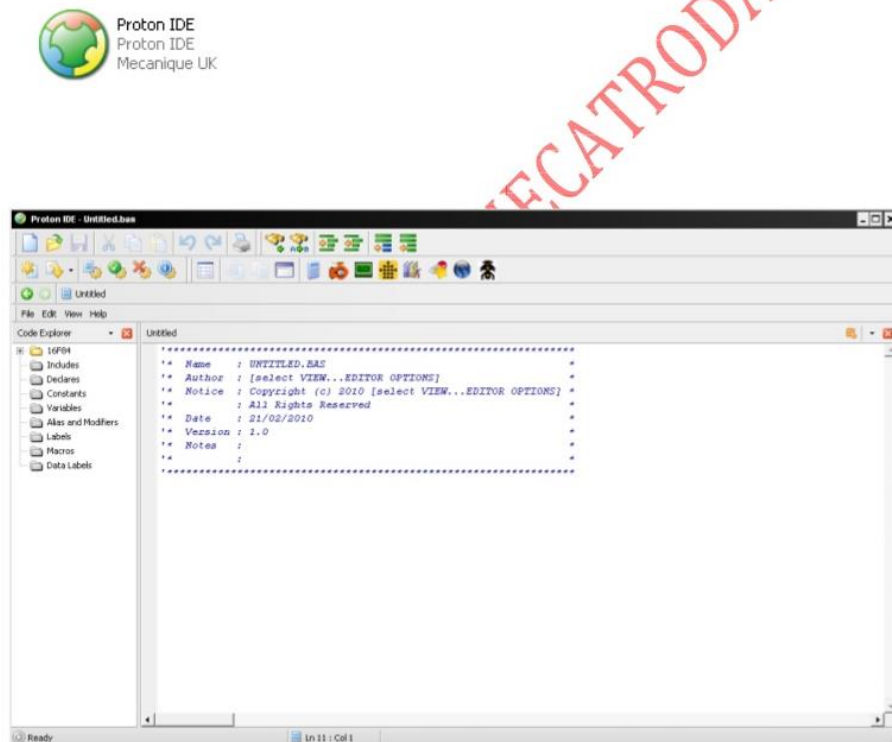 Proton IDE
Proton IDE
Mecanique UK
Proton IDE - Untitled.bas
Untitled
File Edit View Help
Code Explorer
Untitled
16F84
Includes
Declares
Constants
Variables
Alias and Modifiers
Labels
Macros
Data Labels
'****************************************************************
'* Name : UNTITLED.BAS *
'* Author : [select VIEW...EDITOR OPTIONS] *
'* Notice : Copyright (c) 2010 [select VIEW...EDITOR OPTIONS] *
'* : All Rights Reserved *
'* Date : 21/02/2010 *
'* Version : 1.0 *
'* Notes : *
'* : *
'****************************************************************
Ready
Ln 11 : Col 1